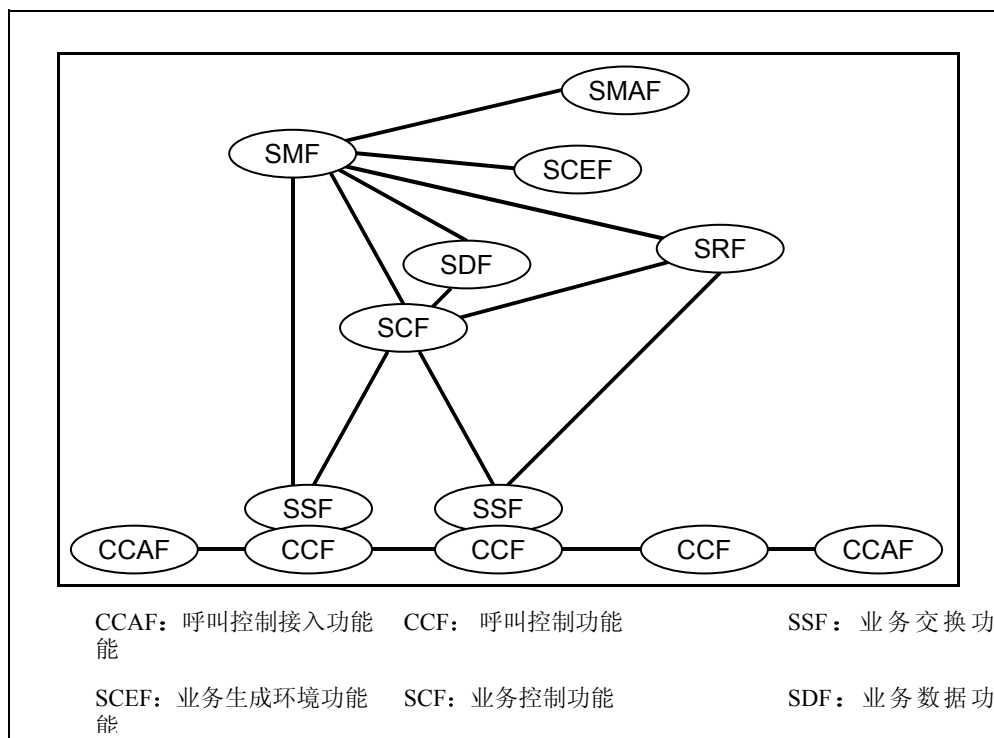 SMAF
SMF
SCEF
SRF
SDF
SCF
SSF SSF
CCAF CCF CCF CCF CCAF
CCAF：呼叫控制接入功能 CCF： 呼叫控制功能 SSF：业务交换功
能
SCEF：业务生成环境功能 SCF：业务控制功能 SDF：业务数据功
能